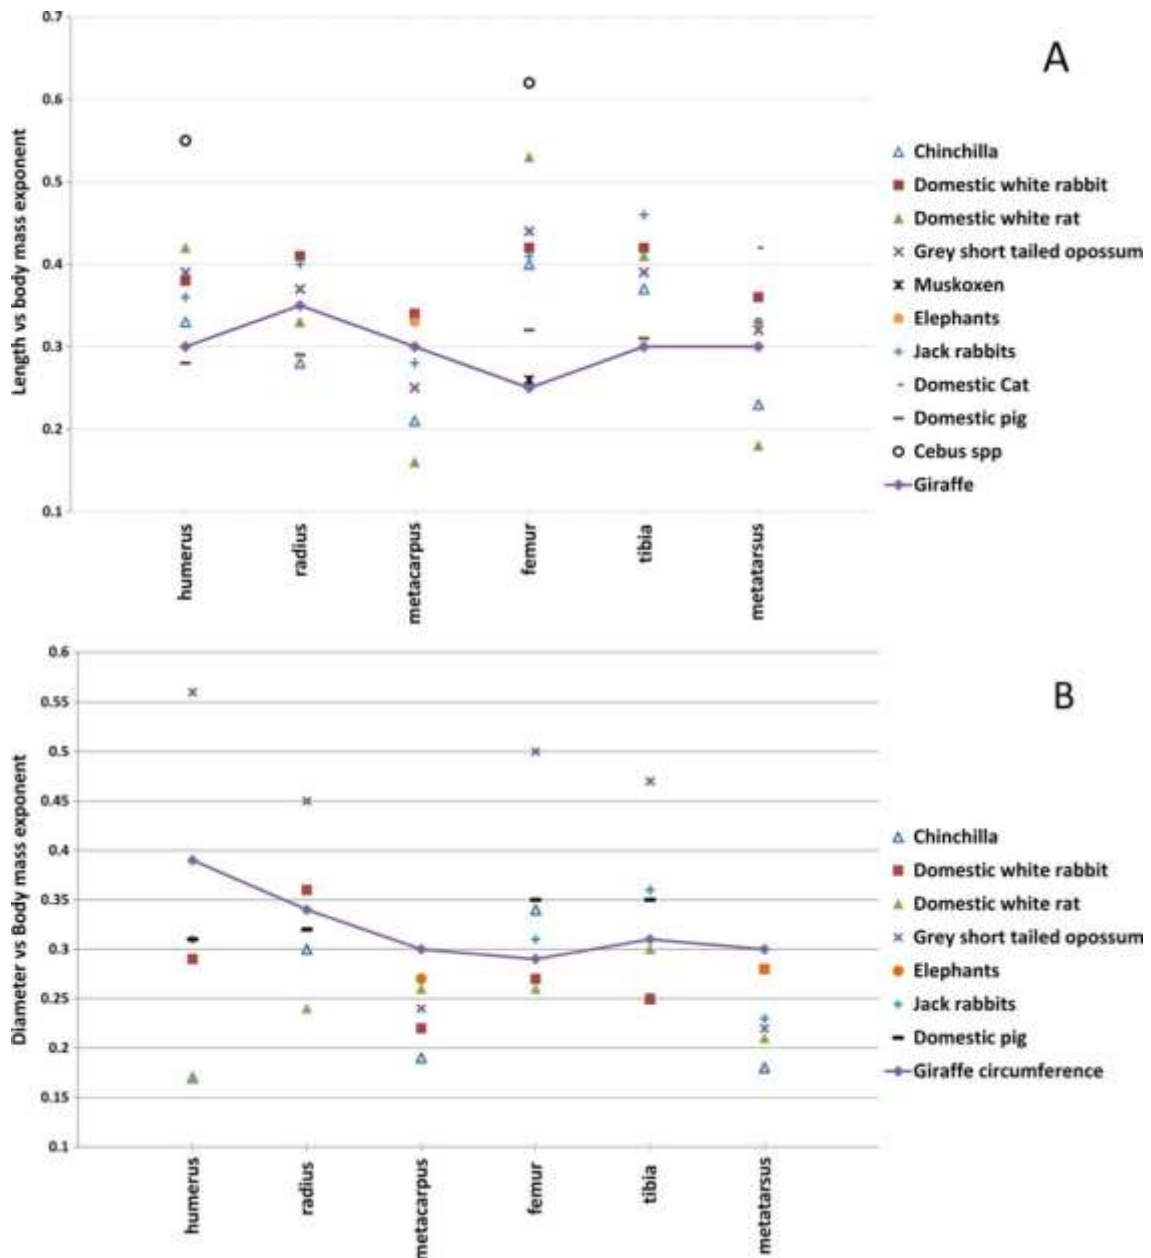 A
Length vs body mass exponent
0.7
0.6
0.5
0.4
0.3
0.2
0.1
humerus
radius
metacarpus
femur
tibia
metatarsus
Chinchilla
Domestic white rabbit
Domestic white rat
Grey short tailed opossum
Muskoxen
Elephants
Jack rabbits
Domestic Cat
Domestic pig
Cebus spp
Giraffe
B
Diameter vs Body mass exponent
0.6
0.55
0.5
0.45
0.4
0.35
0.3
0.25
0.2
0.15
0.1
humerus
radius
metacarpus
femur
tibia
metatarsus
Chinchilla
Domestic white rabbit
Domestic white rat
Grey short tailed opossum
Elephants
Jack rabbits
Domestic pig
Giraffe circumference